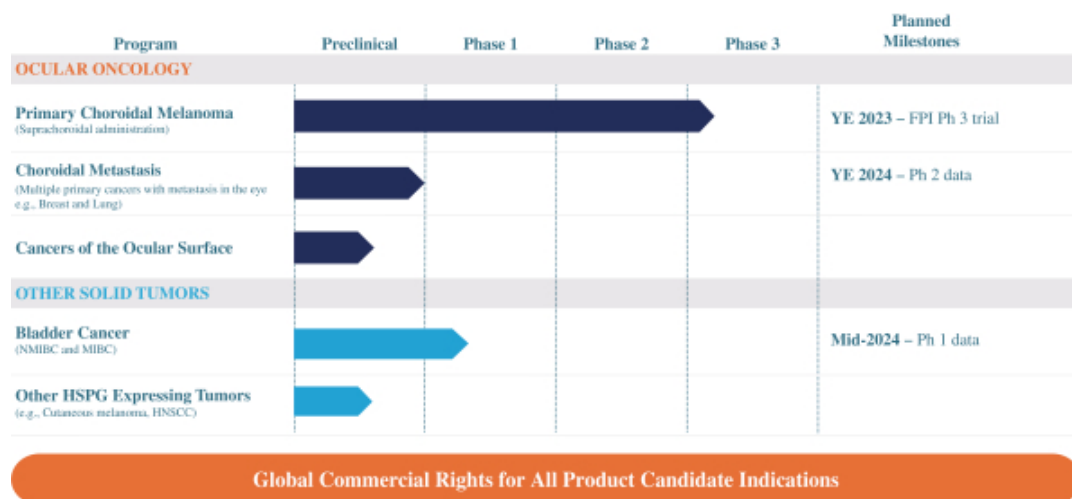 Planned
Program Preclinical Phase 1 Phase 2 Phase 3 Milestones
OCULAR ONCOLOGY
Primary Choroidal Melanoma
(Suprachoroidal administration)
YE 2023 – FPI Ph 3 trial
Choroidal Metastasis
(Multiple primary cancers with metastasis in the eye
e.g., Breast and Lung)
YE 2024 – Ph 2 data
Cancers of the Ocular Surface
OTHER SOLID TUMORS
Bladder Cancer
(NMIBC and MIBC)
Mid-2024 – Ph 1 data
Other HSPG Expressing Tumors
(e.g., Cutaneous melanoma, HNSCC)
Global Commercial Rights for All Product Candidate Indications